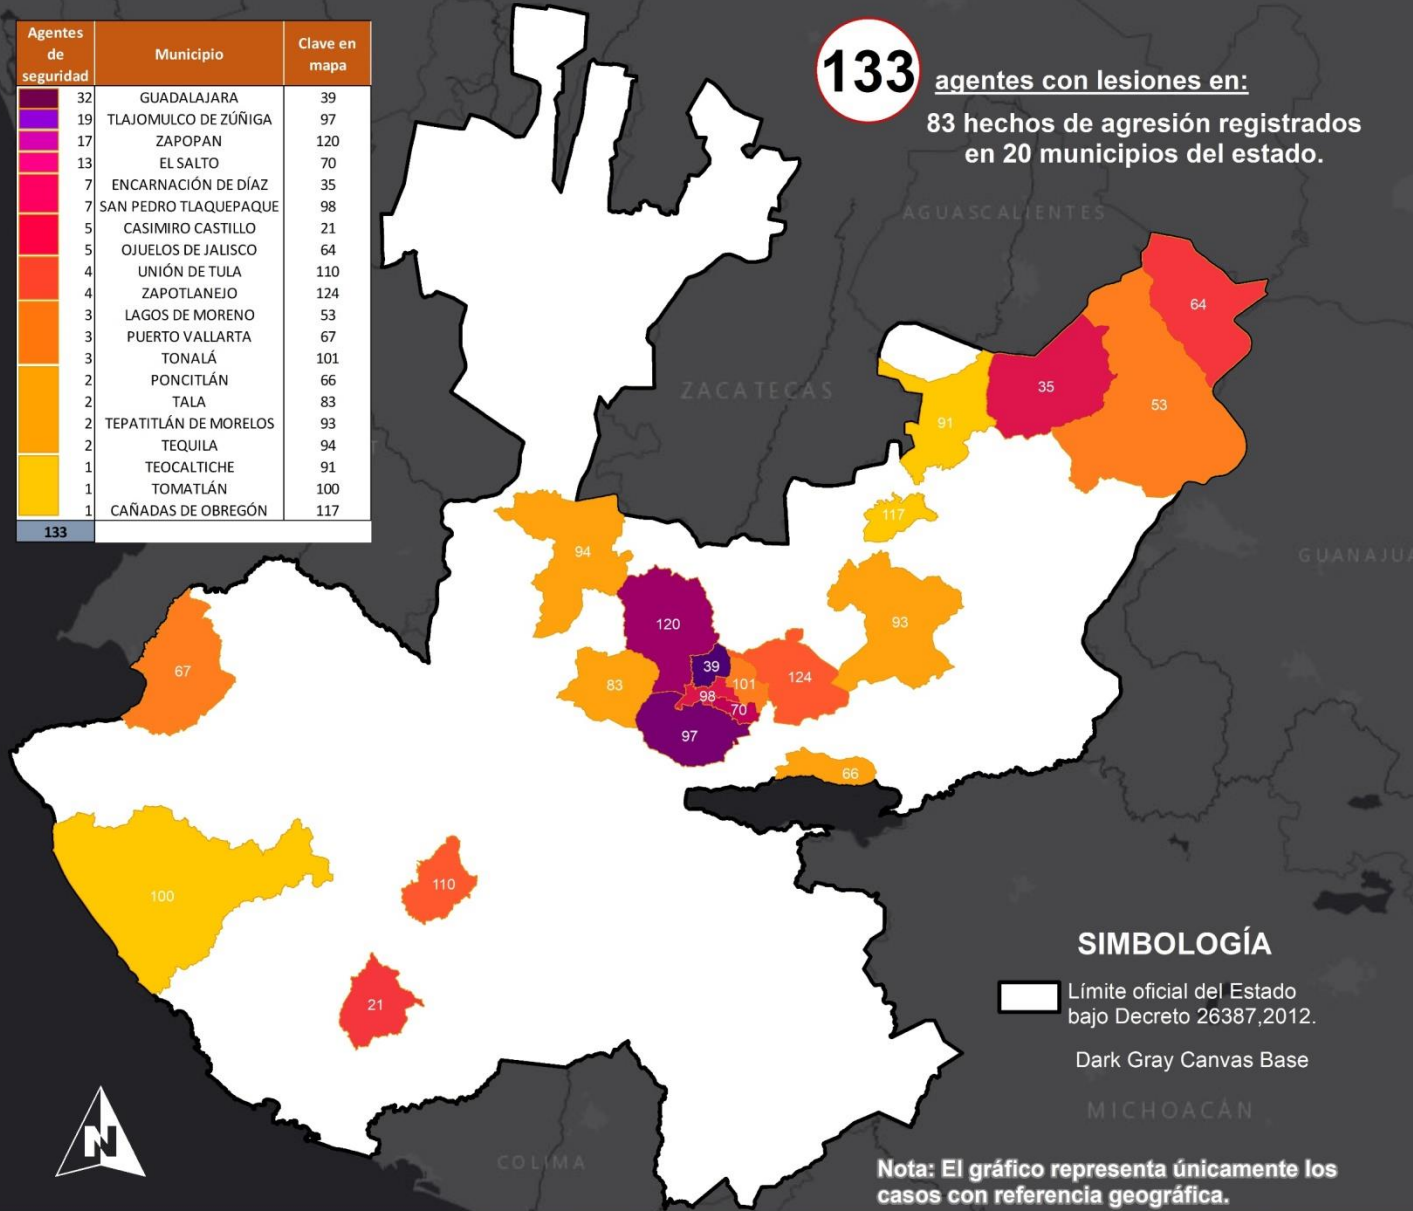 Agentes de seguridad Municipio Clave en mapa
32 GUADALAJARA 39
19 TLAJOMULCO DE ZÚÑIGA 97
17 ZAPOPAN 120
13 EL SALTO 70
7 ENCARNACIÓN DE DÍAZ 35
7 SAN PEDRO TLAQUEPAQUE 98
5 CASIMIRO CASTILLO 21
5 OJUELOS DE JALISCO 64
4 UNIÓN DE TULA 110
4 ZAPOTLANEJO 124
3 LAGOS DE MORENO 53
3 PUERTO VALLARTA 67
3 TONALÁ 101
2 PONCITLÁN 66
2 TALA 83
2 TEPATITLÁN DE MORELOS 93
2 TEQUILA 94
1 TEOCALTICHE 91
1 TOMATLÁN 100
1 CAÑADAS DE OBREGÓN 117
133
133 agentes con lesiones en:
83 hechos de agresión registrados
en 20 municipios del estado.
AGUASCALIENTES
64
ZACATECAS
35
53
91
117
94
GUANAJUA
120
93
39
67
124
83
101
98
70
97
66
110
100
21
SIMBOLOGÍA
Límite oficial del Estado
bajo Decreto 26387,2012.
Dark Gray Canvas Base
MICHOACÁN
N
COLIMA
Nota: El gráfico representa únicamente los
casos con referencia geográfica.